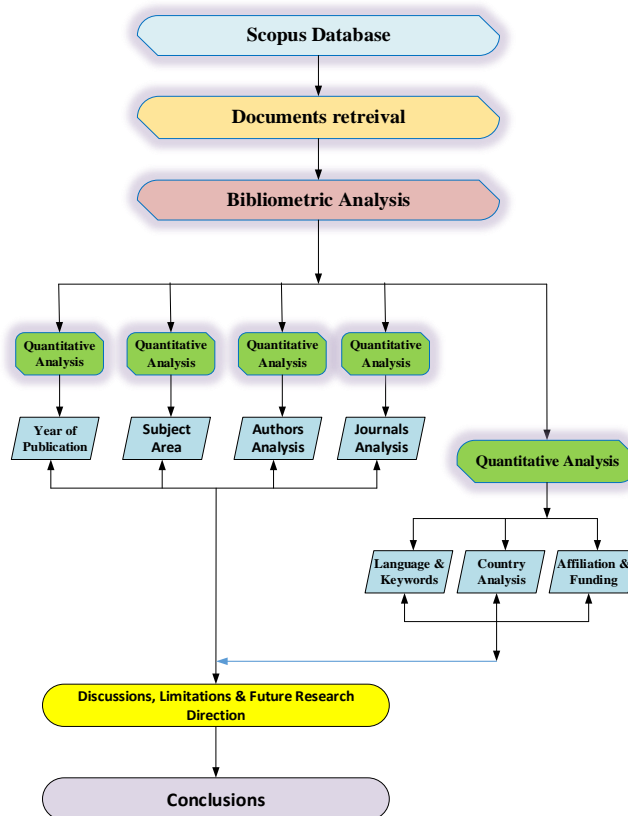 Scopus Database
Documents retreival
Bibliometric Analysis
Quantitative
Analysis
Quantitative
Analysis
Quantitative
Analysis
Quantitative
Analysis
Year of
Publication
Subject
Area
Authors
Analysis
Journals
Analysis
Quantitative Analysis
Language &
Keywords
Country
Analysis
Affiliation &
Funding
Discussions, Limitations & Future Research
Direction
Conclusions